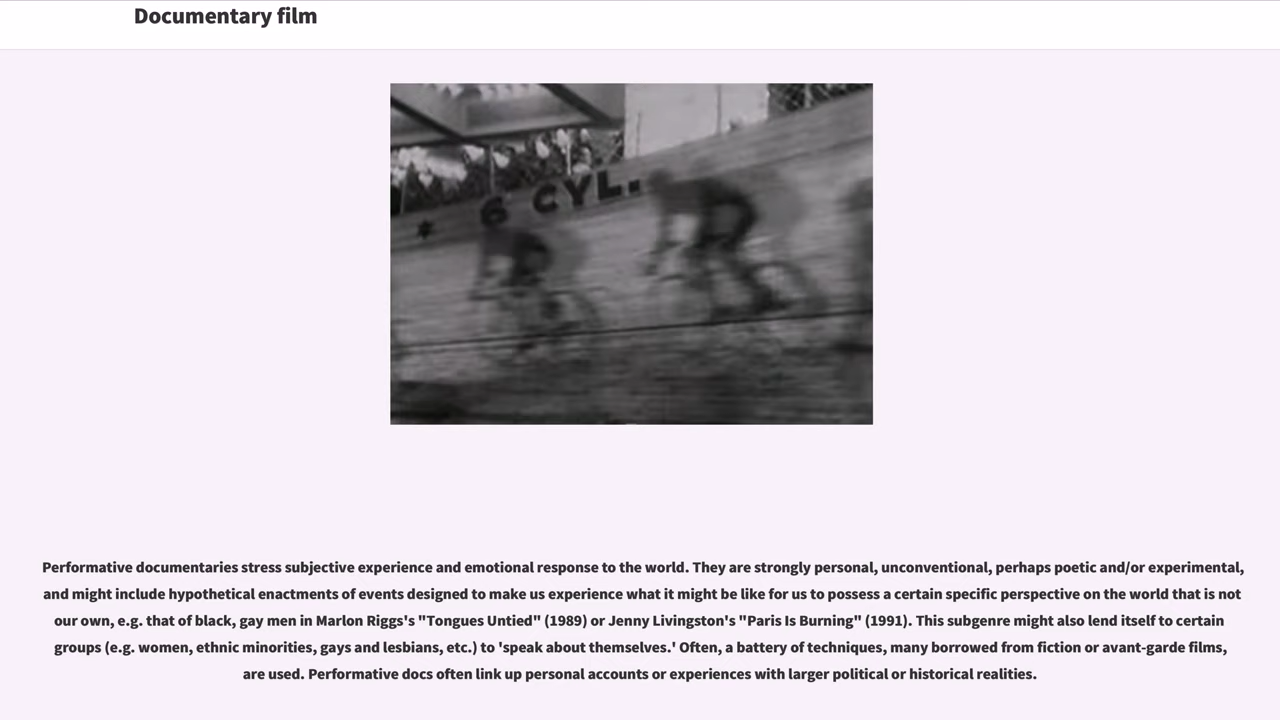 Documentary film
6 CYL.
Performative documentaries stress subjective experience and emotional response to the world. They are strongly personal, unconventional, perhaps poetic and/or experimental,
and might include hypothetical enactments of events designed to make us experience what it might be like for us to possess a certain specific perspective on the world that is not
our own, e.g. that of black, gay men in Marlon Riggs's "Tongues Untied" (1989) or Jenny Livingston's "Paris Is Burning" (1991). This subgenre might also lend itself to certain
groups (e.g. women, ethnic minorities, gays and lesbians, etc.) to 'speak about themselves.' Often, a battery of techniques, many borrowed from fiction or avant-garde films,
are used. Performative docs often link up personal accounts or experiences with larger political or historical realities.